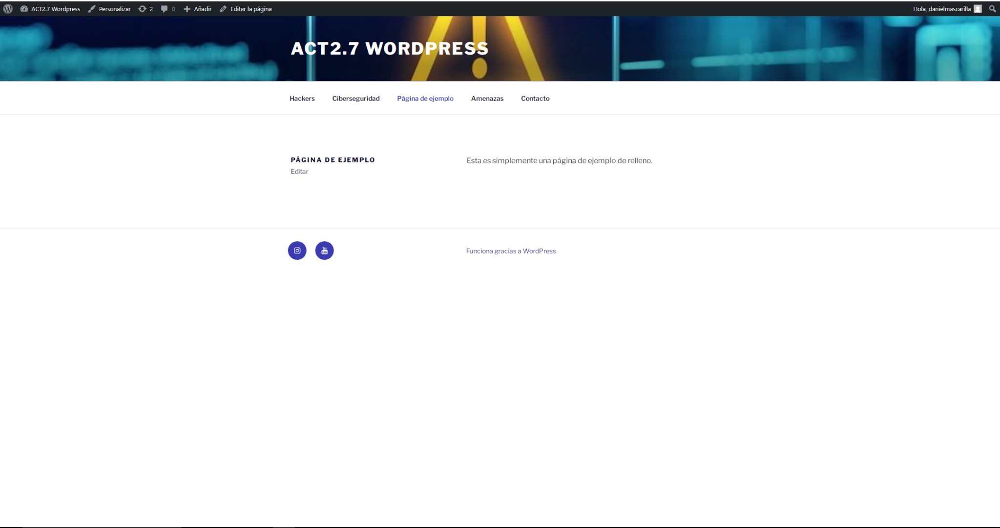 ACT2.7 Wordpress Personalizar 2 0 Añadir Editar la página Hola, danielmascarilla
ACT2.7 WORDPRESS
Hackers Ciberseguridad Página de ejemplo Amenazas Contacto
PÁGINA DE EJEMPLO
Editar
Esta es simplemente una página de ejemplo de relleno.
You
Tube
Funciona gracias a WordPress